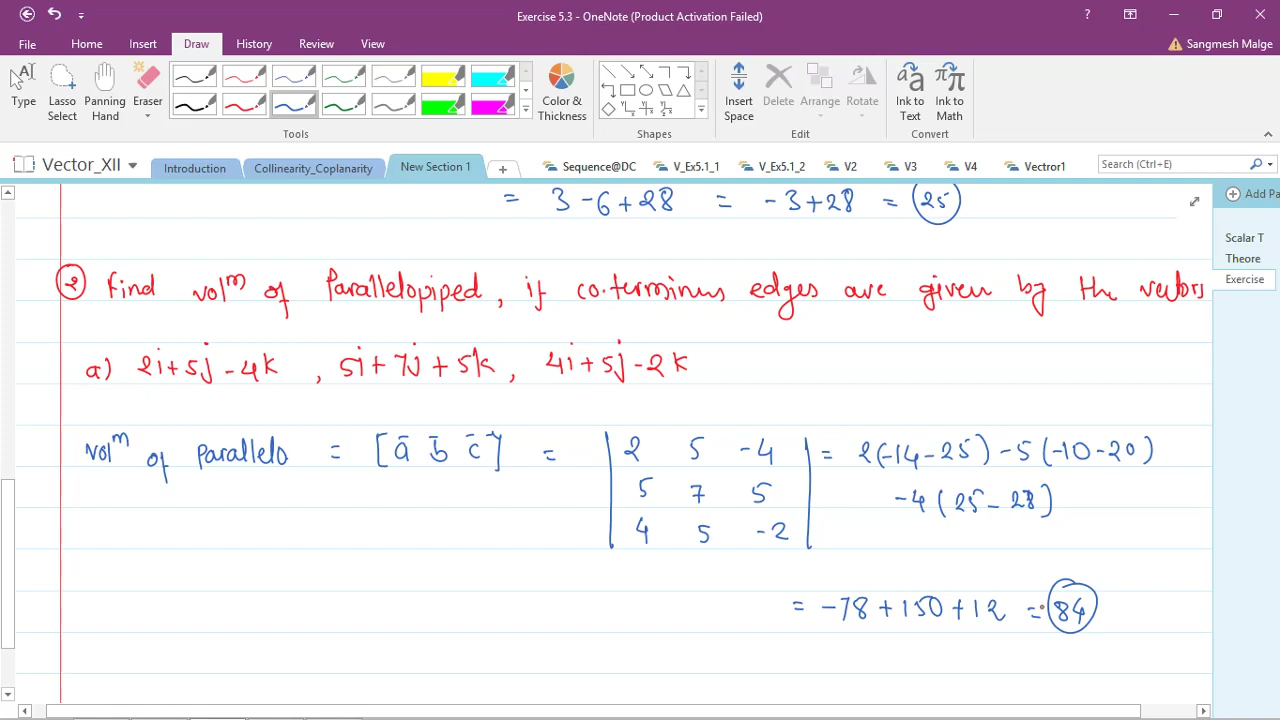 Exercise 5.3 - OneNote (Product Activation Failed)
?
File Home Insert Draw History Review View
Sangmesh Malge
Type
Lasso Select
Panning Hand
Eraser
Color & Thickness
Insert Space
Delete
Arrange
Rotate
Ink to Text
Ink to Math
Tools
Shapes
Edit
Convert
Vector_XII
Introduction
Collinearity_Coplanarity
New Section 1
Sequence@DC
V_Ex5.1_1
V_Ex5.1_2
V2
V3
V4
Vector1
Search (Ctrl+E)
Add Pa
Scalar T
Theore
Exercise
= 3 - 6 + 28 = - 3 + 28 = 25
2 Find volm of Parallelopiped, if co.terminus edges are given by the vectors
a) 2i + 5j - 4k , 5i + 7j + 5k, 4i + 5j - 2k
volm of parallelo = [ā b̄ c̄] = | 2 5 -4 | = 2(-14 - 25) - 5(-10 - 20)
5 7 5 -4(25 - 28)
4 5 -2
= -78 + 150 + 12 = 84